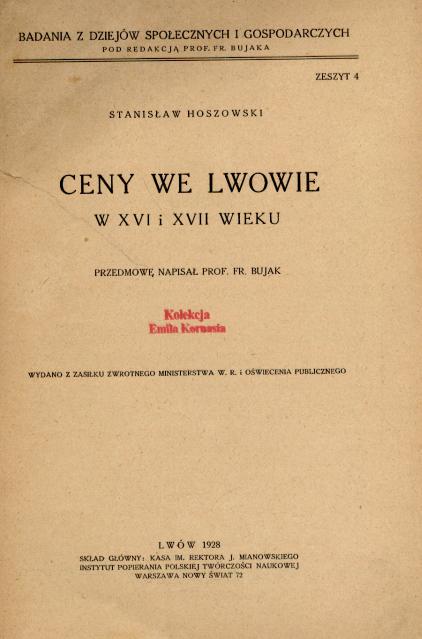 BADANIA Z DZIEJÓW SPOŁECZNYCH I GOSPODARCZYCH
POD REDAKCJĄ PROF. FR. BUJAKA
ZESZYT 4
STANISŁAW HOSZOWSKI
CENY WE LWOWIE
W XVI i XVII WIEKU
PRZEDMOWĘ NAPISAŁ PROF. FR. BUJAK
Kolekcja
Emila Kornasia
WYDANO Z ZASIŁKU ZWROTNEGO MINISTERSTWA W. R. i OŚWIECENIA PUBLICZNEGO
LWÓW 1928
SKŁAD GŁÓWNY: KASA IM. REKTORA J. MIANOWSKIEGO
INSTYTUT POPIERANIA POLSKIEJ TWÓRCZOŚCI NAUKOWEJ
WARSZAWA NOWY ŚWIAT 72